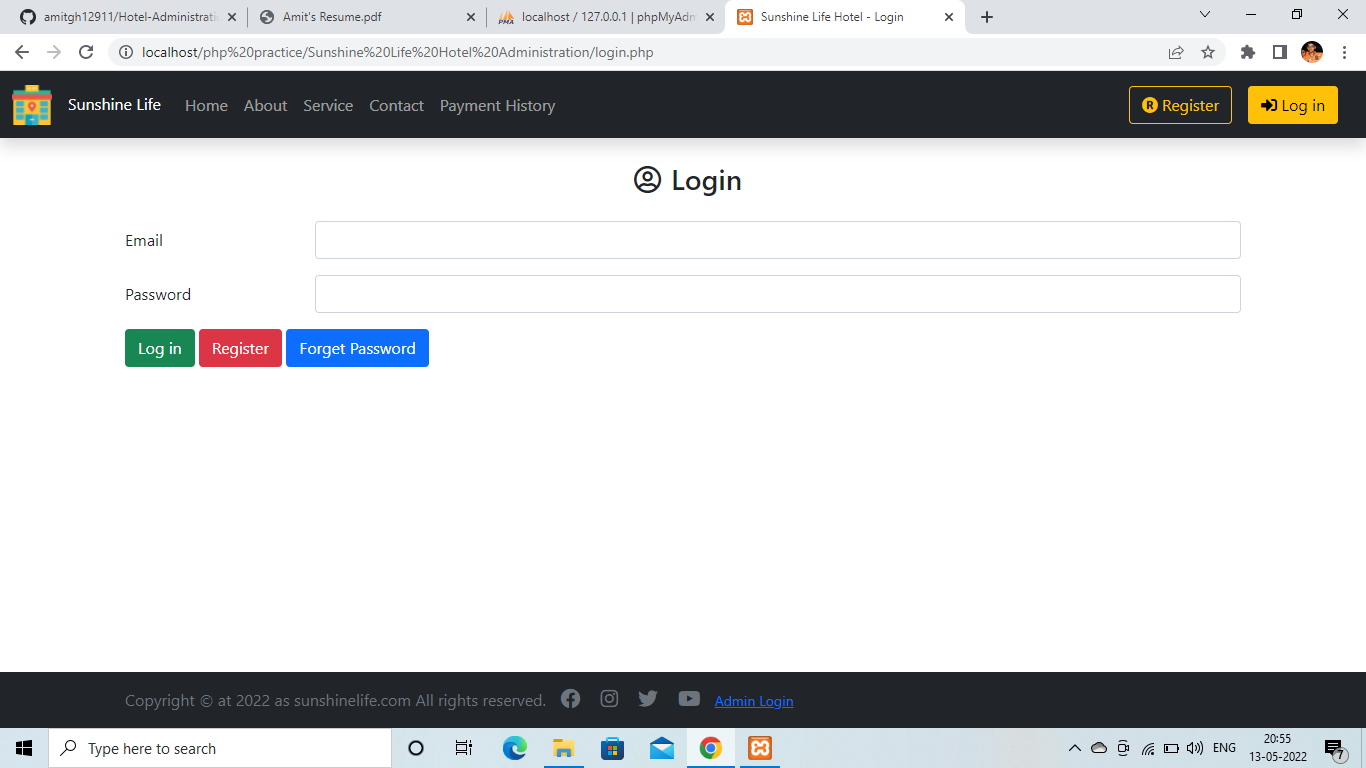 amitgh12911/Hotel-Administrati
Amit's Resume.pdf
localhost / 127.0.0.1 | phpMyAdm
Sunshine Life Hotel - Login
localhost/php%20practice/Sunshine%20Life%20Hotel%20Administration/login.php
Sunshine Life Home About Service Contact Payment History Register Log in
Login
Email
Password
Log in Register Forget Password
Copyright © at 2022 as sunshinelife.com All rights reserved. Admin Login
Type here to search
ENG
20:55
13-05-2022
7